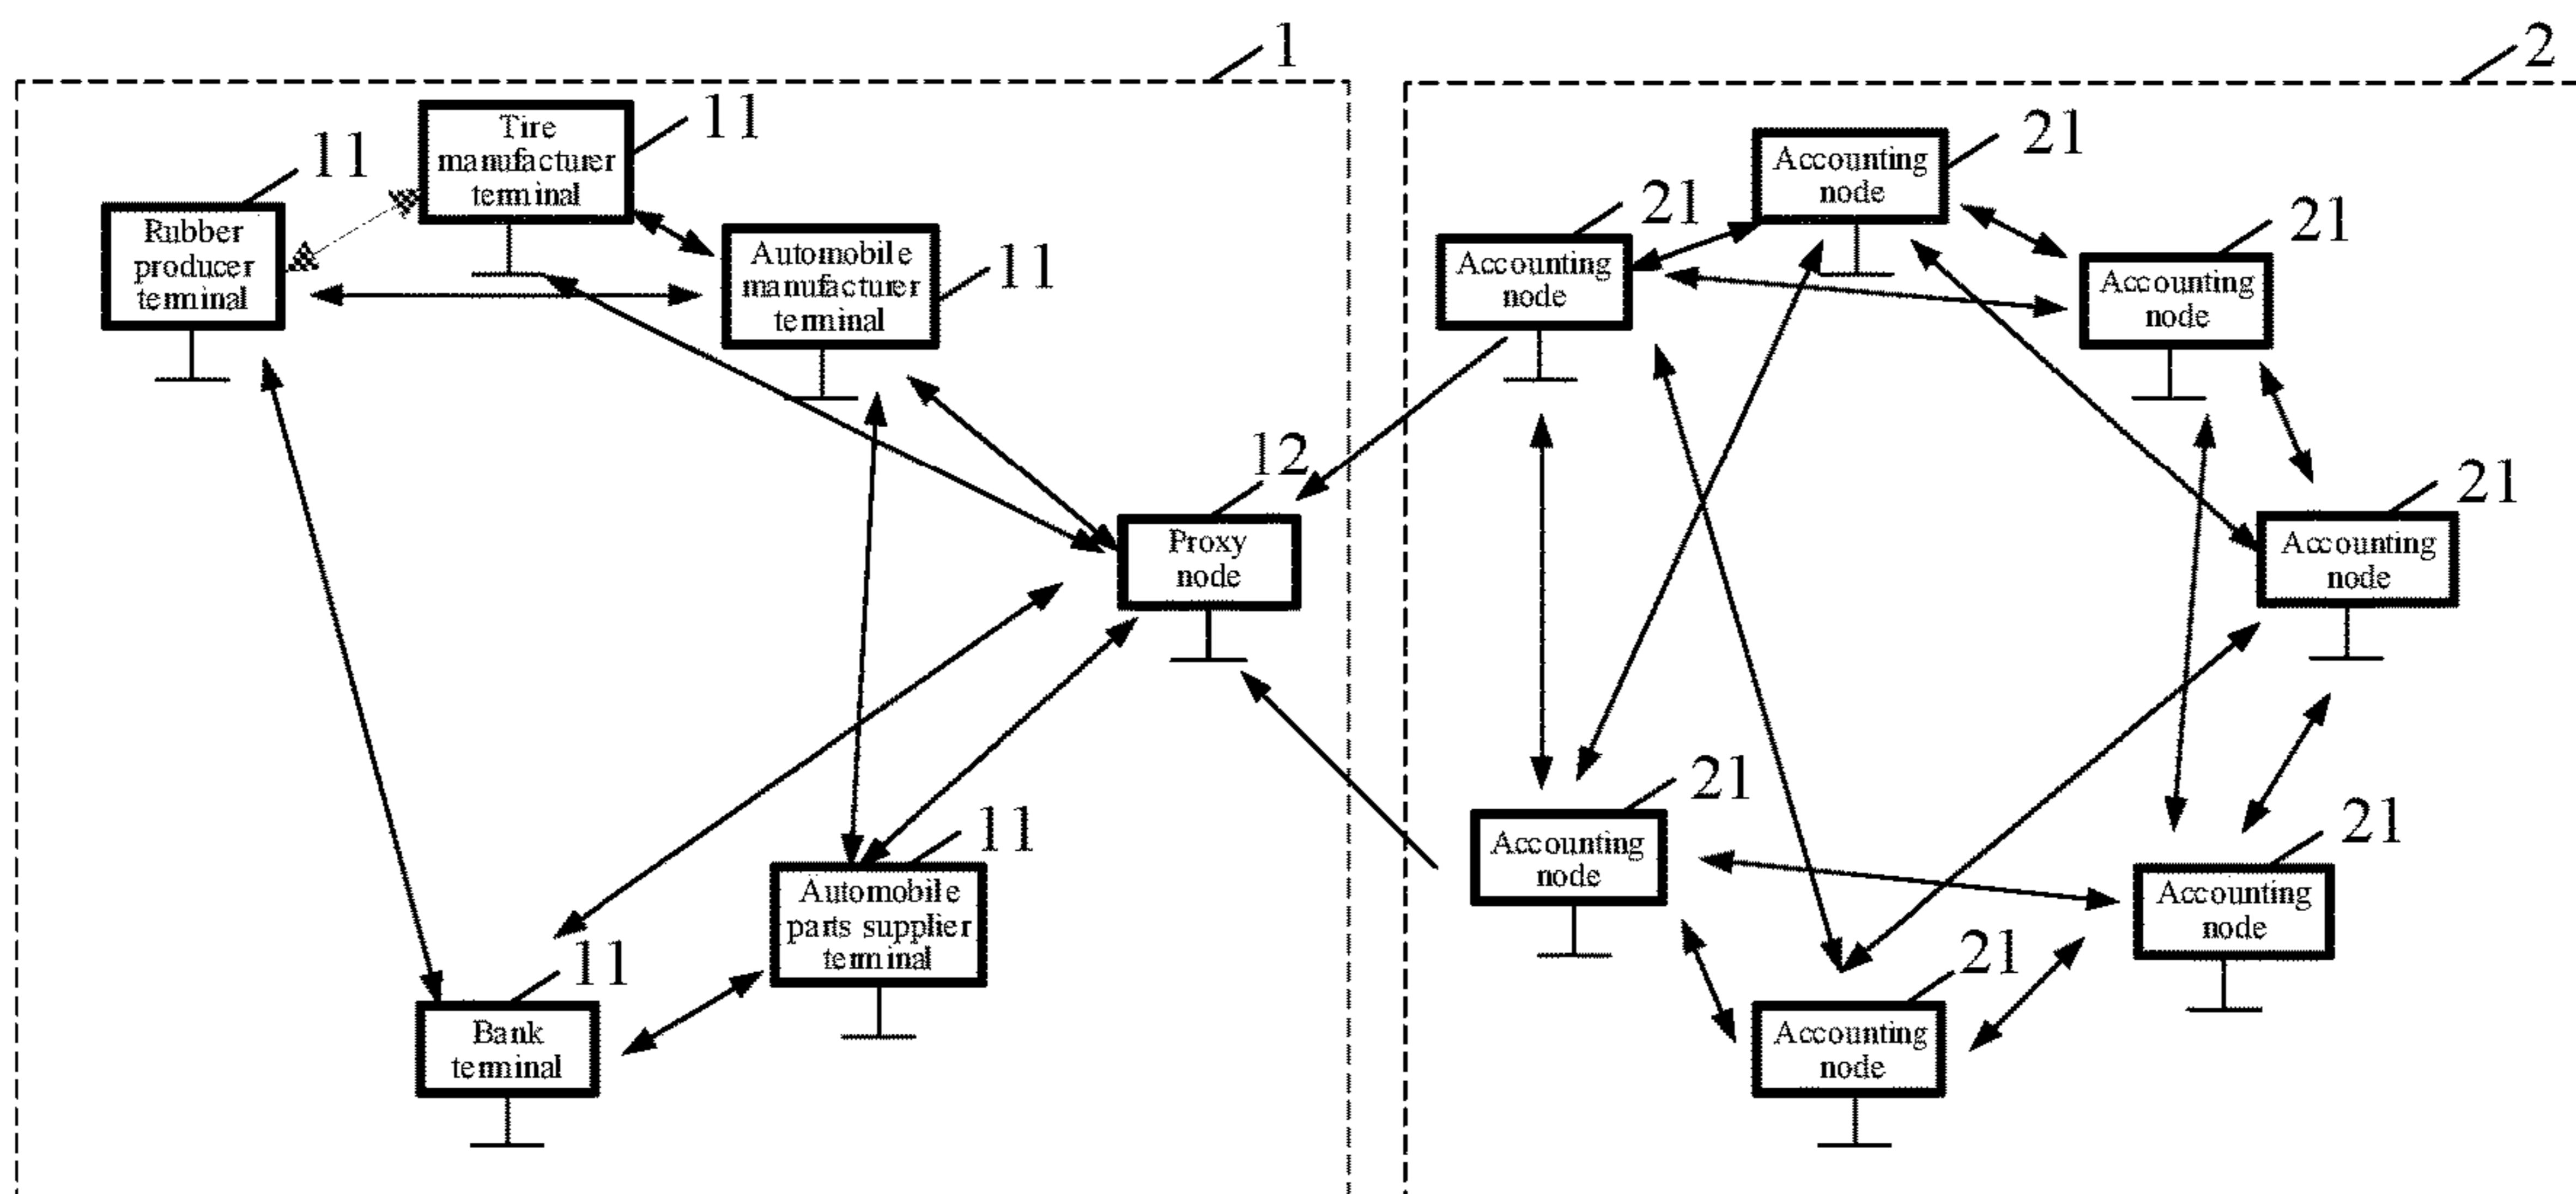 1
2
11
Tire
manufacturer
terminal
11
Rubber
producer
terminal
11
Automobile
manufacturer
terminal
12
Proxy
node
11
Automobile
parts supplier
terminal
11
Bank
terminal
21
Accounting
node
21
Accounting
node
21
Accounting
node
21
Accounting
node
21
Accounting
node
21
Accounting
node
21
Accounting
node